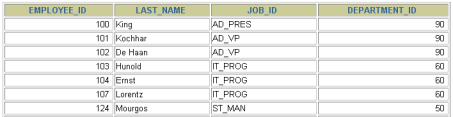 EMPLOYEE_ID LAST_NAME JOB_ID DEPARTMENT_ID
100 King AD_PRES 90
101 Kochhar AD_VP 90
102 De Haan AD_VP 90
103 Hunold IT_PROG 60
104 Ernst IT_PROG 60
107 Lorentz IT_PROG 60
124 Mourgos ST_MAN 50